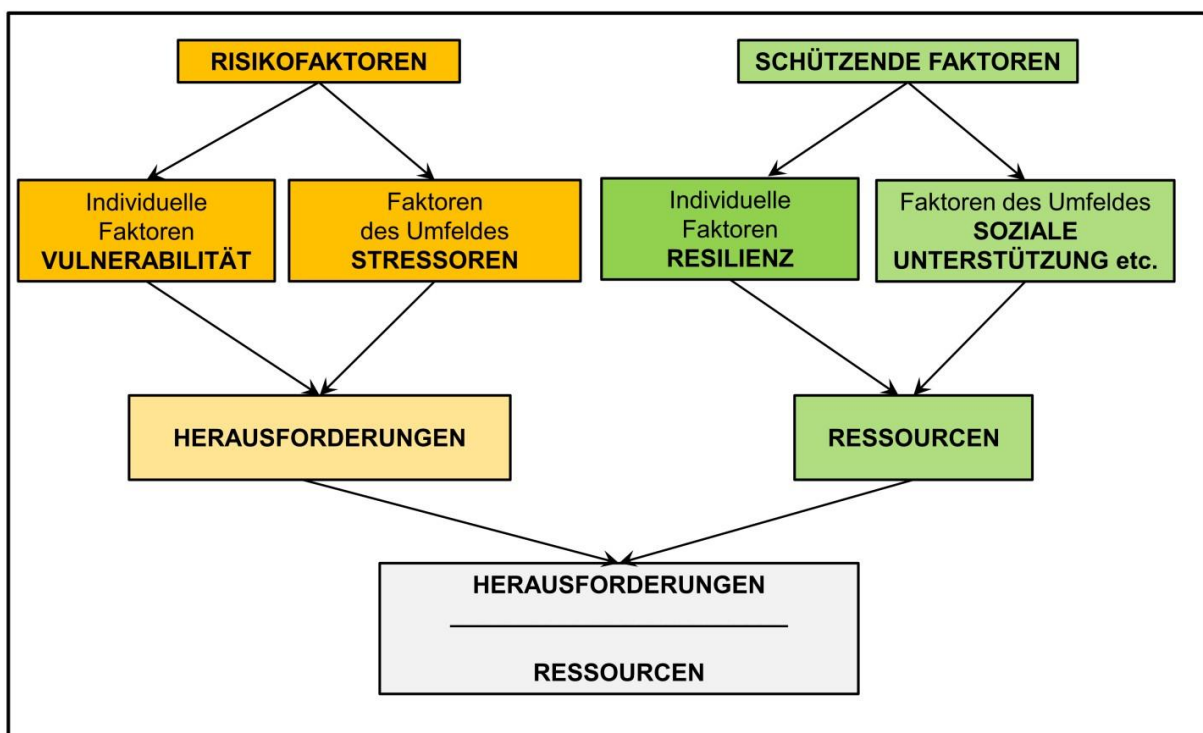 RISIKOFAKTOREN
SCHÜTZENDE FAKTOREN
Individuelle
Faktoren
VULNERABILITÄT
Faktoren
des Umfeldes
STRESSOREN
Individuelle
Faktoren
RESILIENZ
Faktoren des Umfeldes
SOZIALE
UNTERSTÜTZUNG etc.
HERAUSFORDERUNGEN
RESSOURCEN
HERAUSFORDERUNGEN
RESSOURCEN